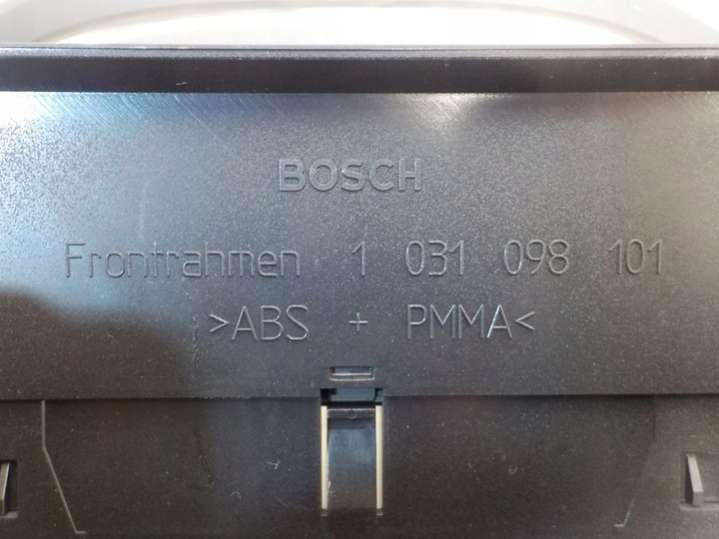 BOSCH
Frontrahmen 1 031 098 101
>ABS + PMMA<